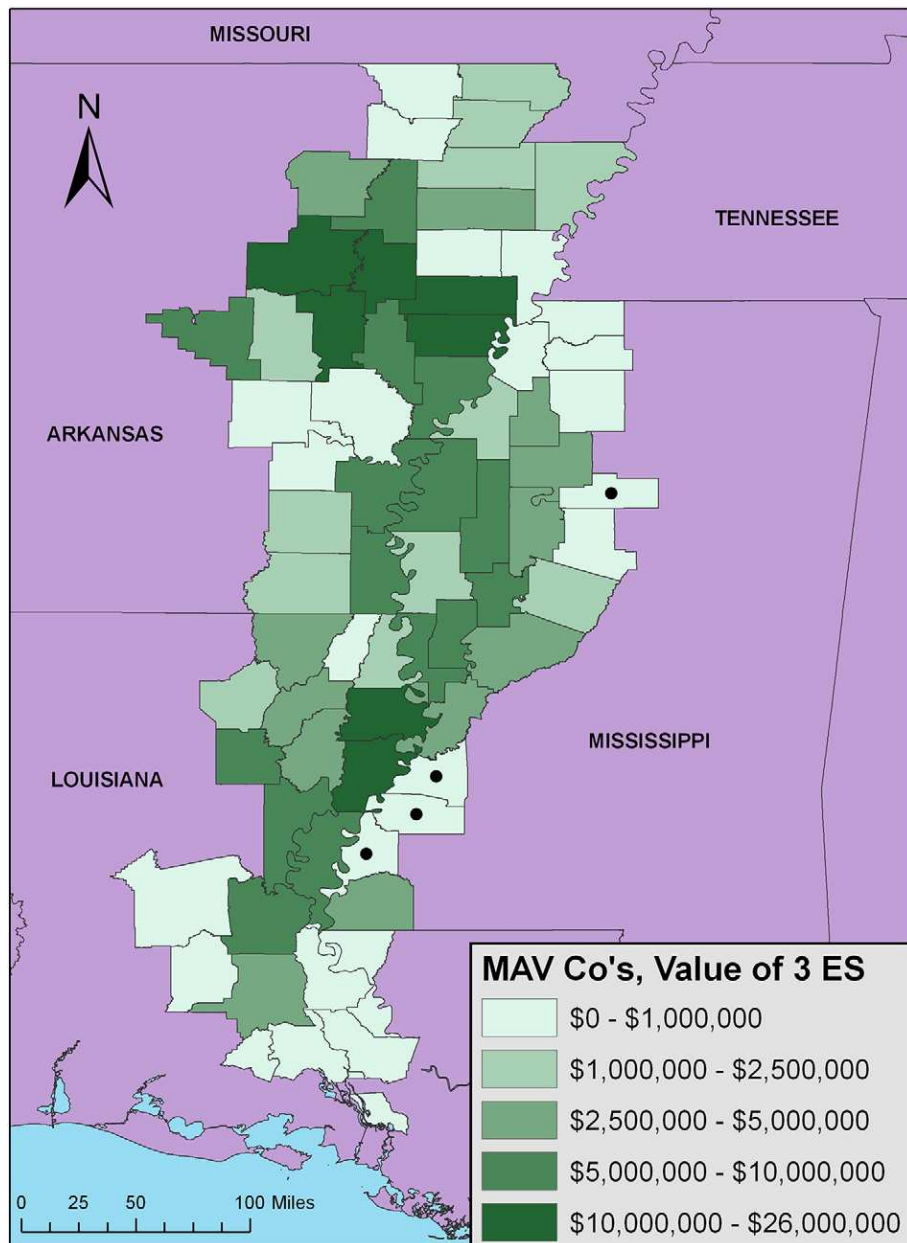 MISSOURI
N
TENNESSEE
ARKANSAS
MISSISSIPPI
LOUISIANA
MAV Co's, Value of 3 ES
$0 - $1,000,000
$1,000,000 - $2,500,000
$2,500,000 - $5,000,000
$5,000,000 - $10,000,000
$10,000,000 - $26,000,000
0 25 50 100 Miles